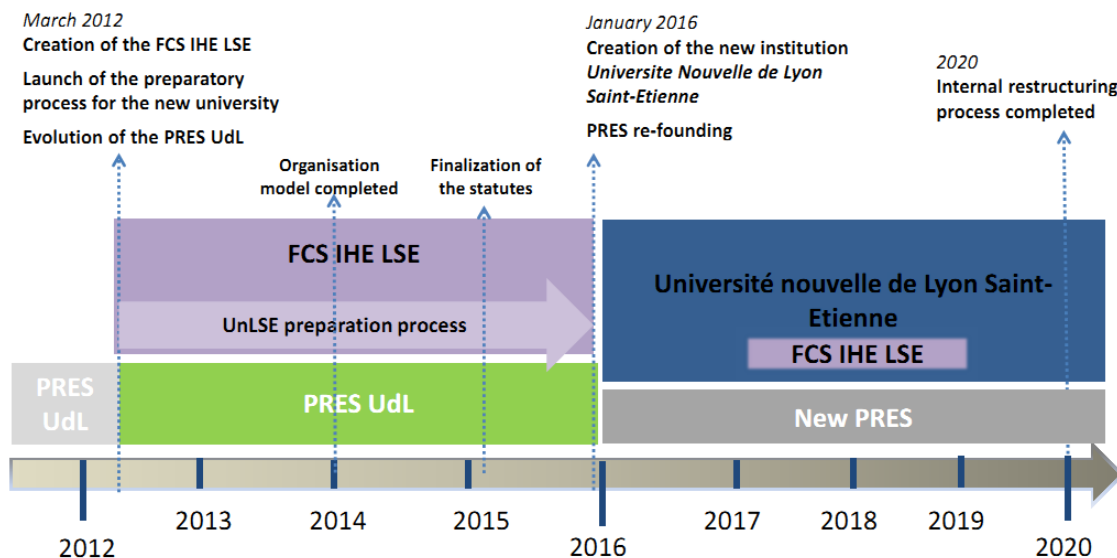 March 2012
Creation of the FCS IHE LSE
Launch of the preparatory
process for the new university
Evolution of the PRES UdL
January 2016
Creation of the new institution
Universite Nouvelle de Lyon
Saint-Etienne
PRES re-founding
2020
Internal restructuring
process completed
Organisation
model completed
Finalization of
the statutes
FCS IHE LSE
UnLSE preparation process
Université nouvelle de Lyon Saint-
Etienne
FCS IHE LSE
PRES
UdL
PRES UdL
New PRES
2012
2013
2014
2015
2016
2017
2018
2019
2020